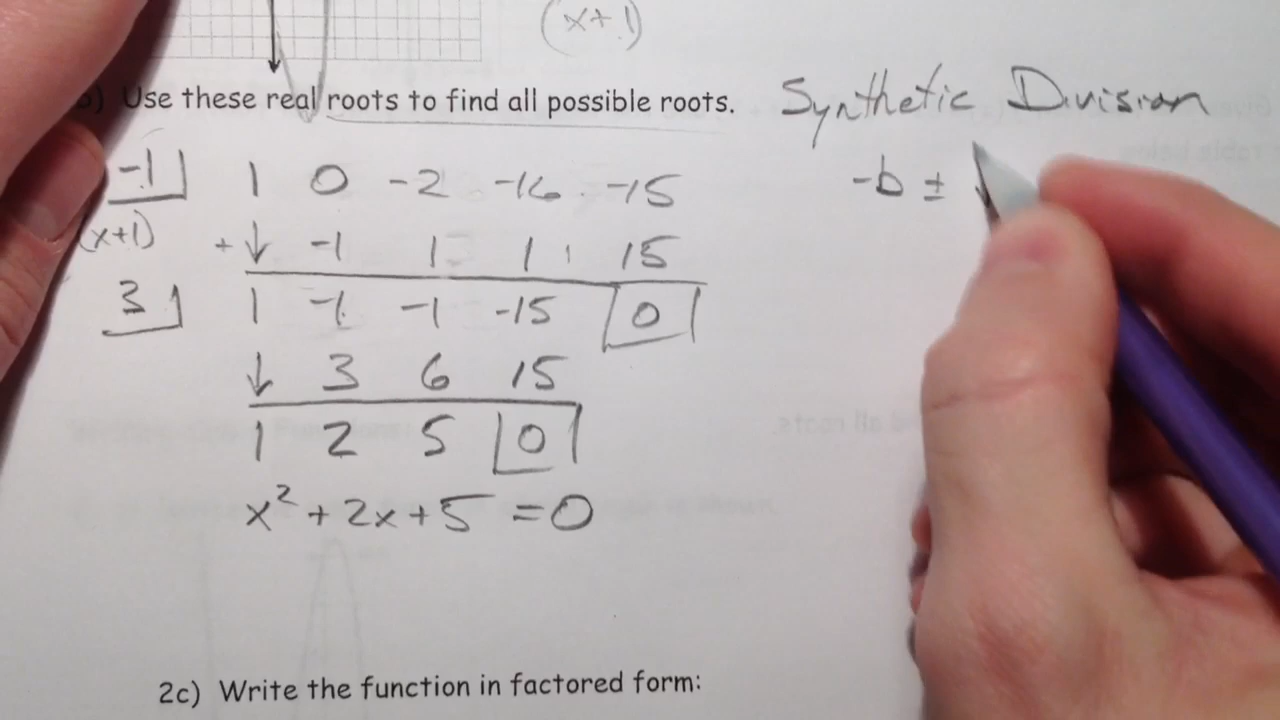 (x+1)
Use these real roots to find all possible roots. Synthetic Division
-1 1 0 -2 -16 -15 -b ±
(x+1) + ↓ -1 1 1 15
3 1 -1 -1 -15 0
↓ 3 6 15
1 2 5 0
x² + 2x + 5 = 0
2c) Write the function in factored form: